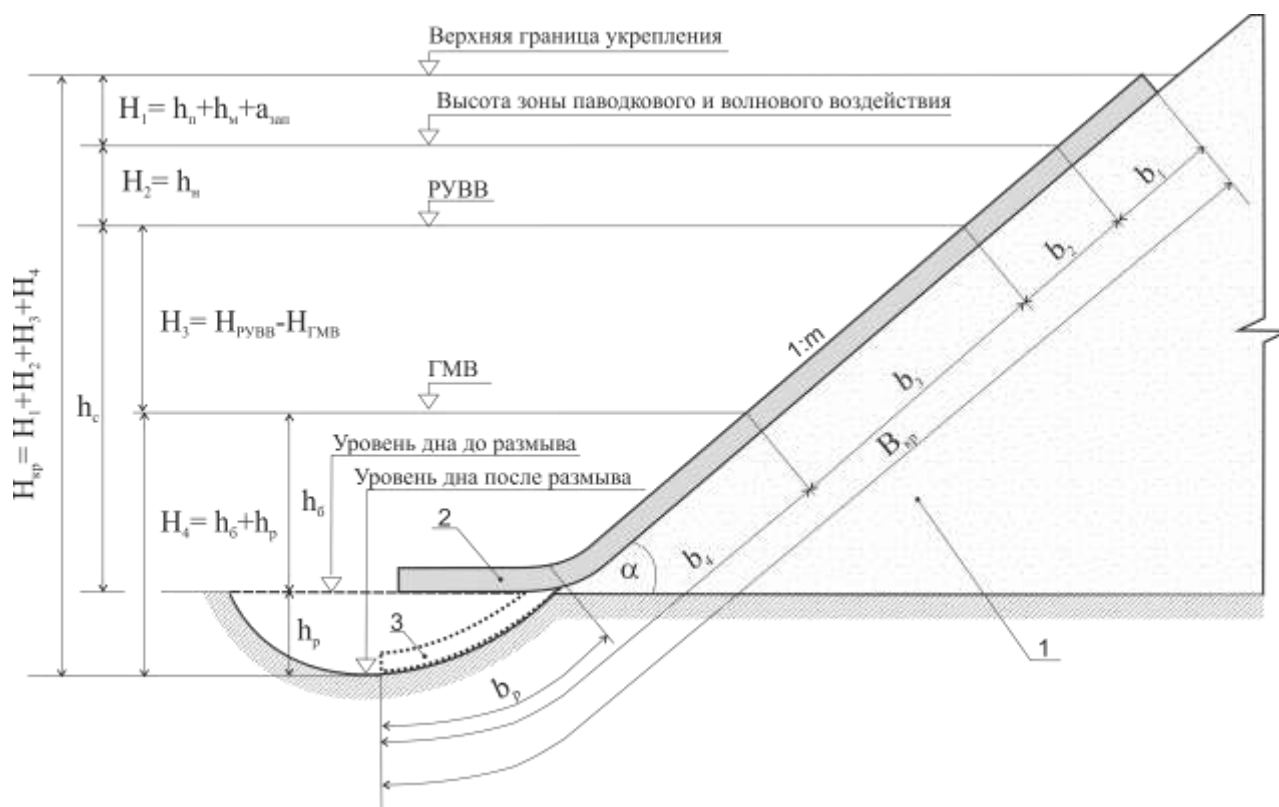 Верхняя граница укрепления
H₁= hₙ+hₘ+aзап
Высота зоны паводкового и волнового воздействия
H₂= hн
РУВВ
b₁
b₂
Hкр = H₁+H₂+H₃+H₄
H₃= HРУВВ-HГМВ
1:m
b₃
hс
ГМВ
Bкр
Уровень дна до размыва
Уровень дна после размыва
hб
H₄= hб+hр
2
b₄
α
hр
3
1
bр